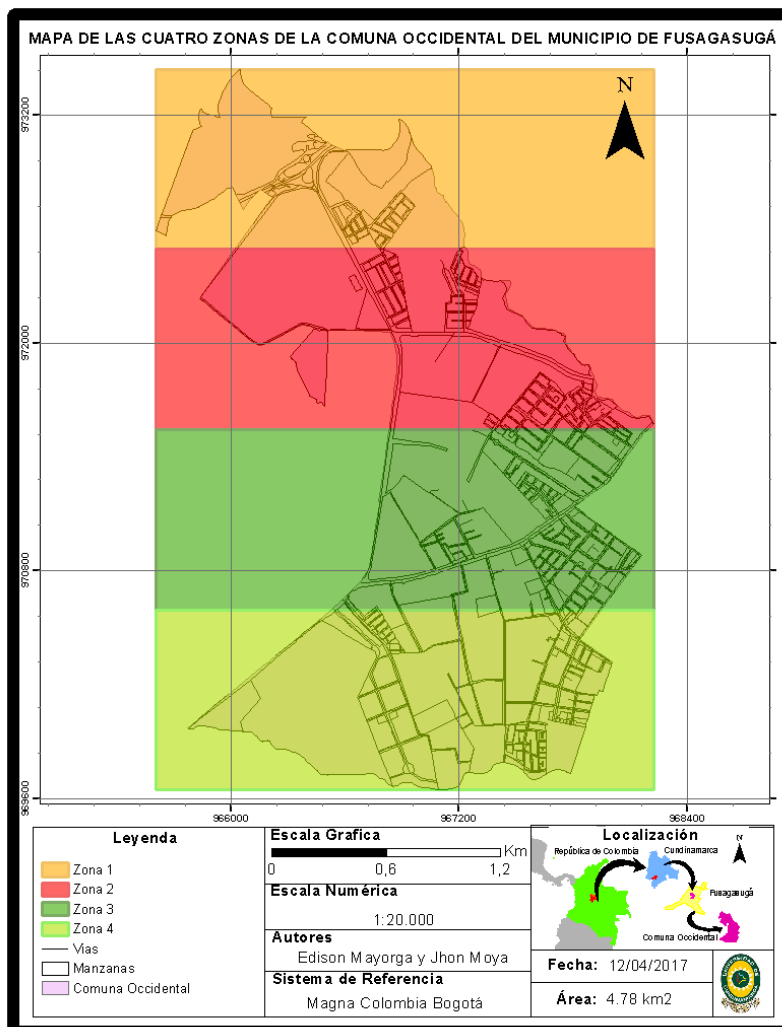 MAPA DE LAS CUATRO ZONAS DE LA COMUNA OCCIDENTAL DEL MUNICIPIO DE FUSAGASUGÁ
N
973200
972000
970800
969600
966000
967200
968400
Leyenda
Zona 1
Zona 2
Zona 3
Zona 4
Vias
Manzanas
Comuna Occidental
Escala Grafica
Km
0 0,6 1,2
Escala Numérica
1:20.000
Autores
Edison Mayorga y Jhon Moya
Sistema de Referencia
Magna Colombia Bogotá
Localización
República de Colombia
Cundinamarca
N
Fusagasugá
Comuna Occidental
Fecha: 12/04/2017
Área: 4.78 km2